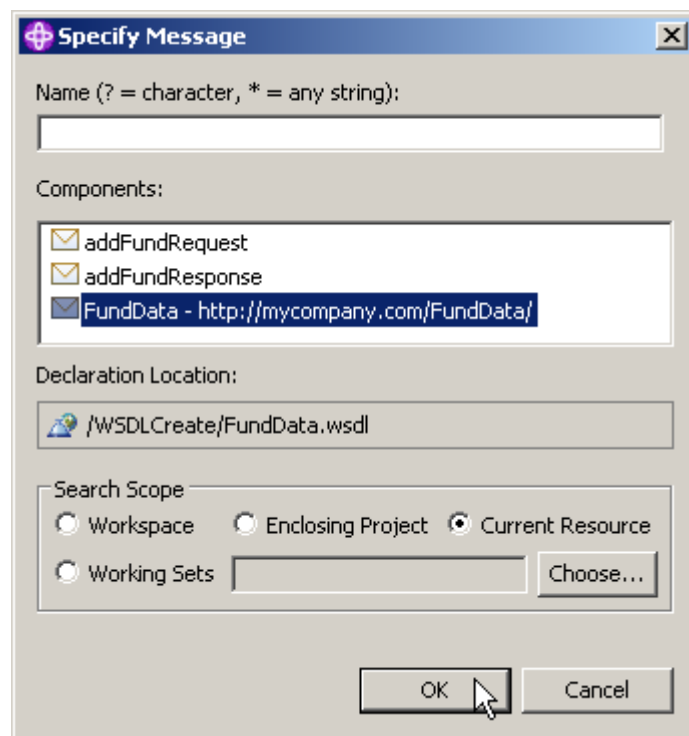 Specify Message
Name (? = character, * = any string):
Components:
addFundRequest
addFundResponse
FundData - http://mycompany.com/FundData/
Declaration Location:
/WSDLCreate/FundData.wsdl
Search Scope
Workspace Enclosing Project Current Resource
Working Sets Choose...
OK Cancel